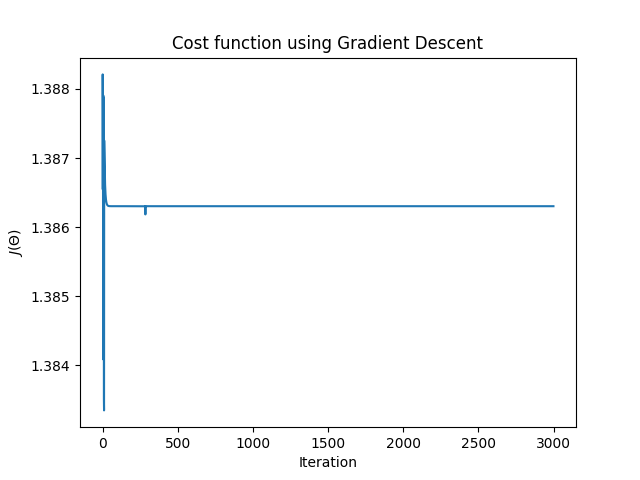 Cost function using Gradient Descent
1.388
1.387
1.386
1.385
1.384
J(Θ)
0 500 1000 1500 2000 2500 3000
Iteration